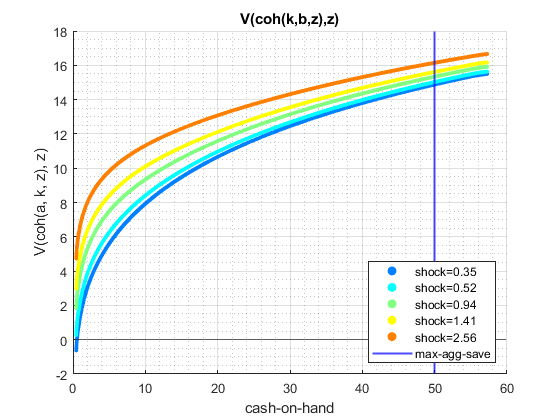 V(coh(k,b,z),z)
18
16
14
12
10
8
6
4
2
0
-2
V(coh(a, k, z), z)
shock=0.35
shock=0.52
shock=0.94
shock=1.41
shock=2.56
max-agg-save
0 10 20 30 40 50 60
cash-on-hand